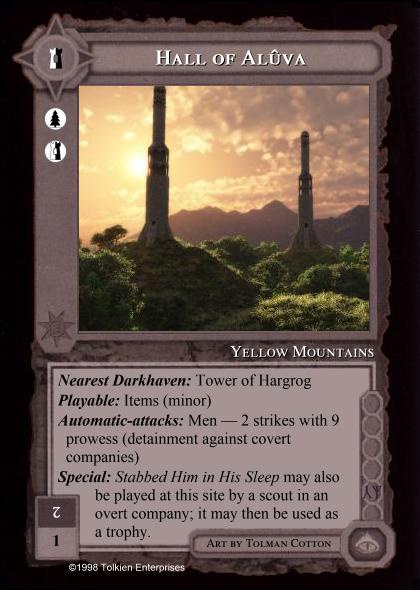 HALL OF ALÛVA
YELLOW MOUNTAINS
Nearest Darkhaven: Tower of Hargrog
Playable: Items (minor)
Automatic-attacks: Men — 2 strikes with 9
prowess (detainment against covert
companies)
Special: Stabbed Him in His Sleep may also
be played at this site by a scout in an
overt company; it may then be used as
a trophy.
1
ART BY TOLMAN COTTON
©1998 Tolkien Enterprises